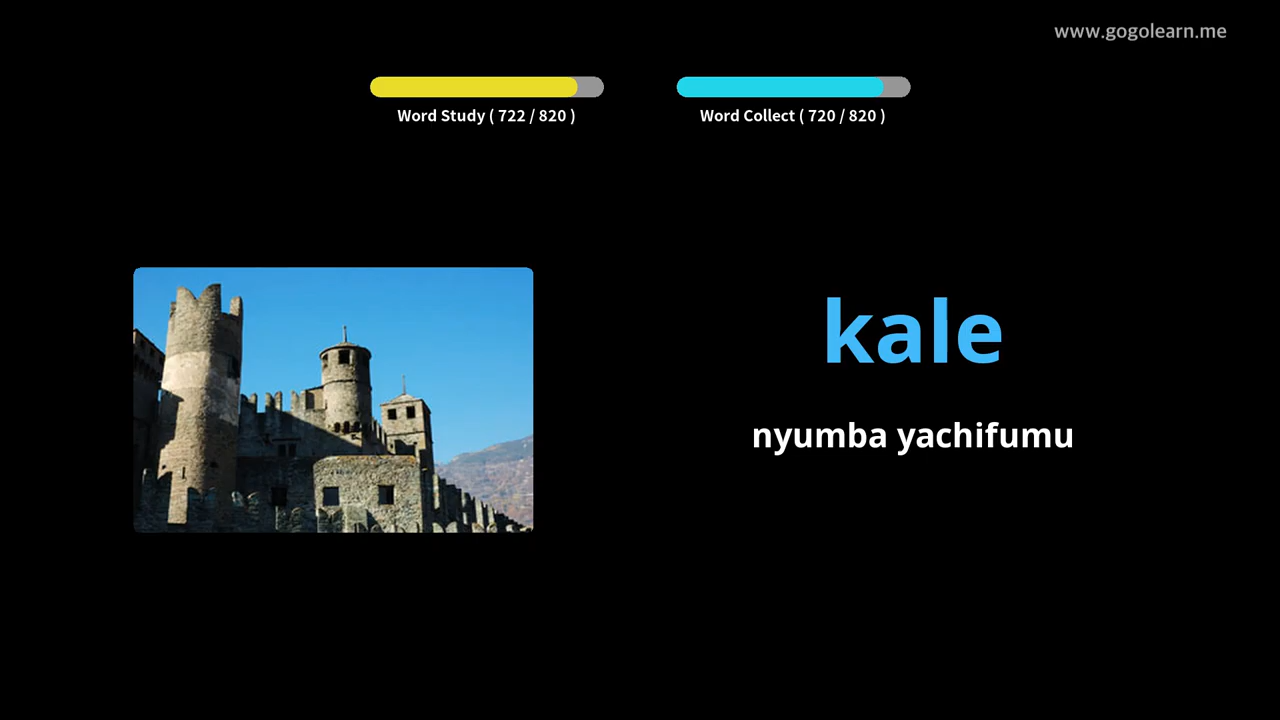 www.gogolearn.me
Word Study ( 722 / 820 )
Word Collect ( 720 / 820 )
kale
nyumba yachifumu